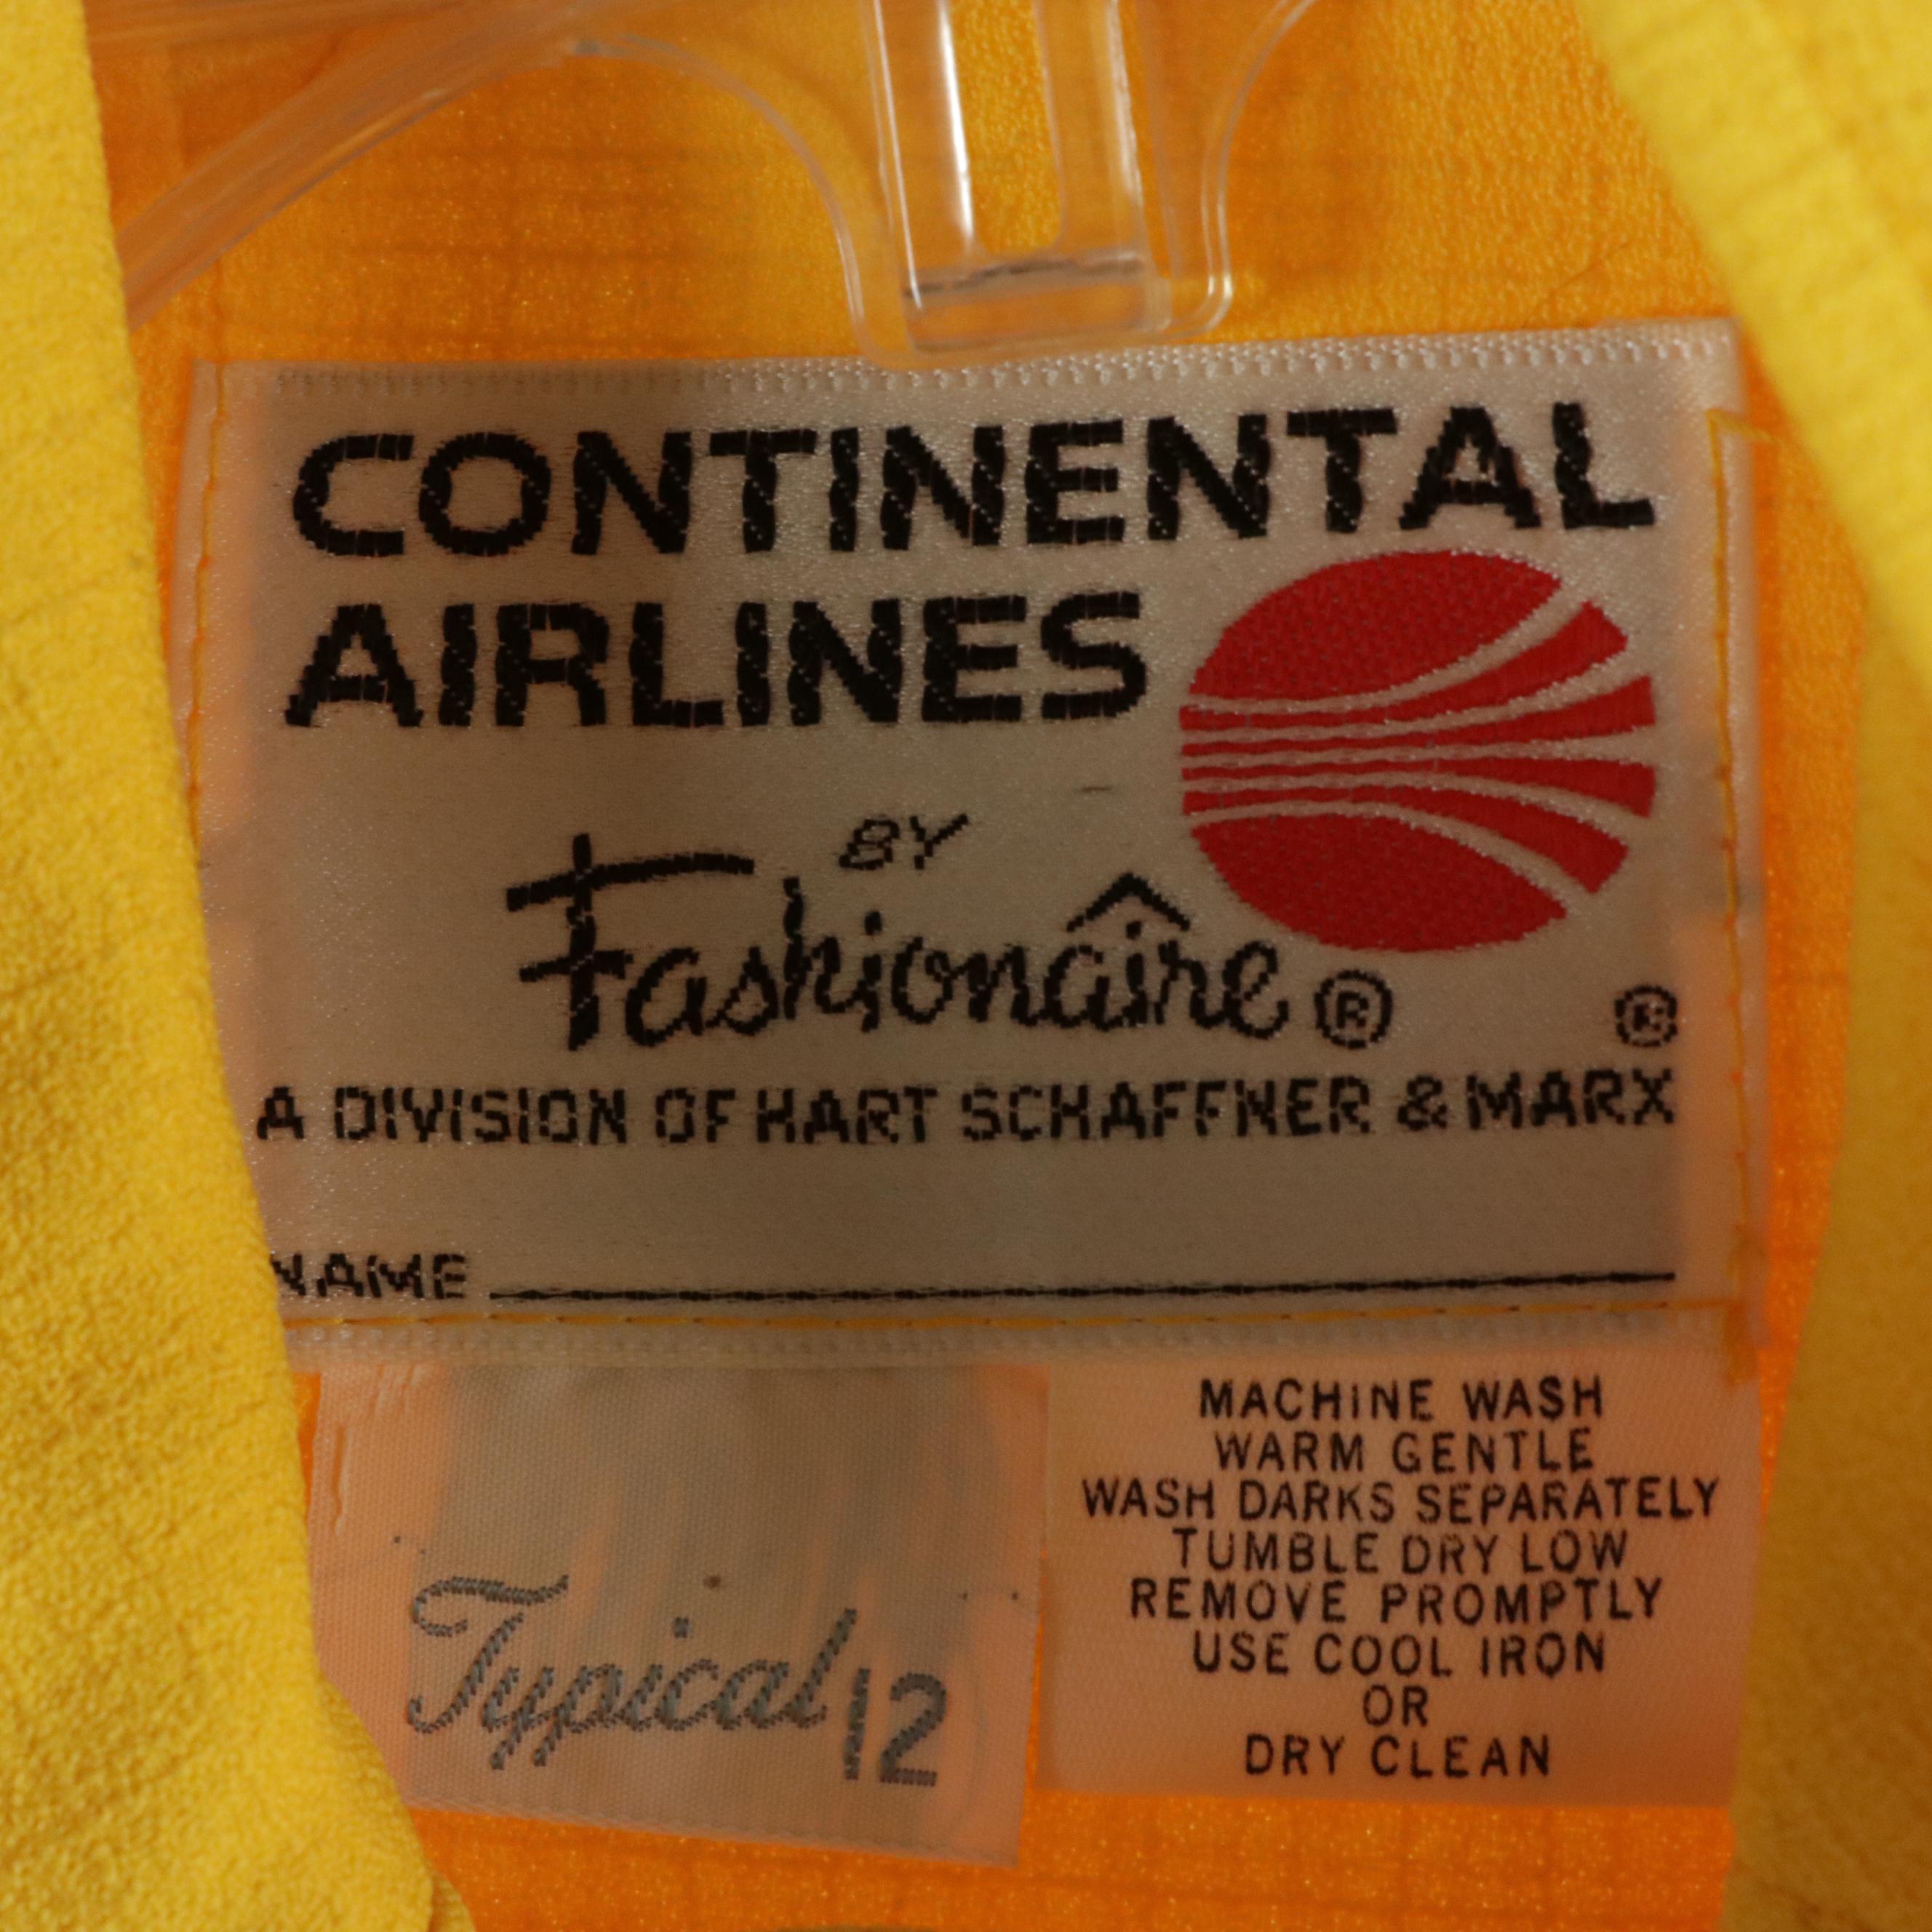 CONTINENTAL
AIRLINES
BY
Fashionaîre ®
®
A DIVISION OF HART SCHAFFNER & MARX
NAME
Typical 12
MACHINE WASH
WARM GENTLE
WASH DARKS SEPARATELY
TUMBLE DRY LOW
REMOVE PROMPTLY
USE COOL IRON
OR
DRY CLEAN